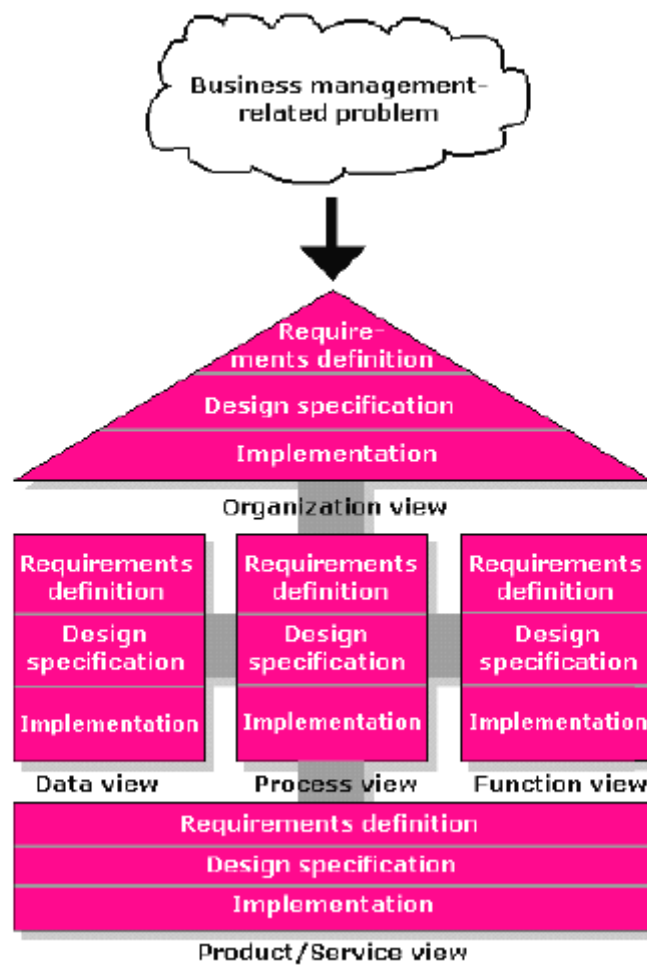 Business management-
related problem
Require-
ments definition
Design specification
Implementation
Organization view
Requirements
definition
Design
specification
Implementation
Data view
Requirements
definition
Design
specification
Implementation
Process view
Requirements
definition
Design
specification
Implementation
Function view
Requirements definition
Design specification
Implementation
Product/Service view